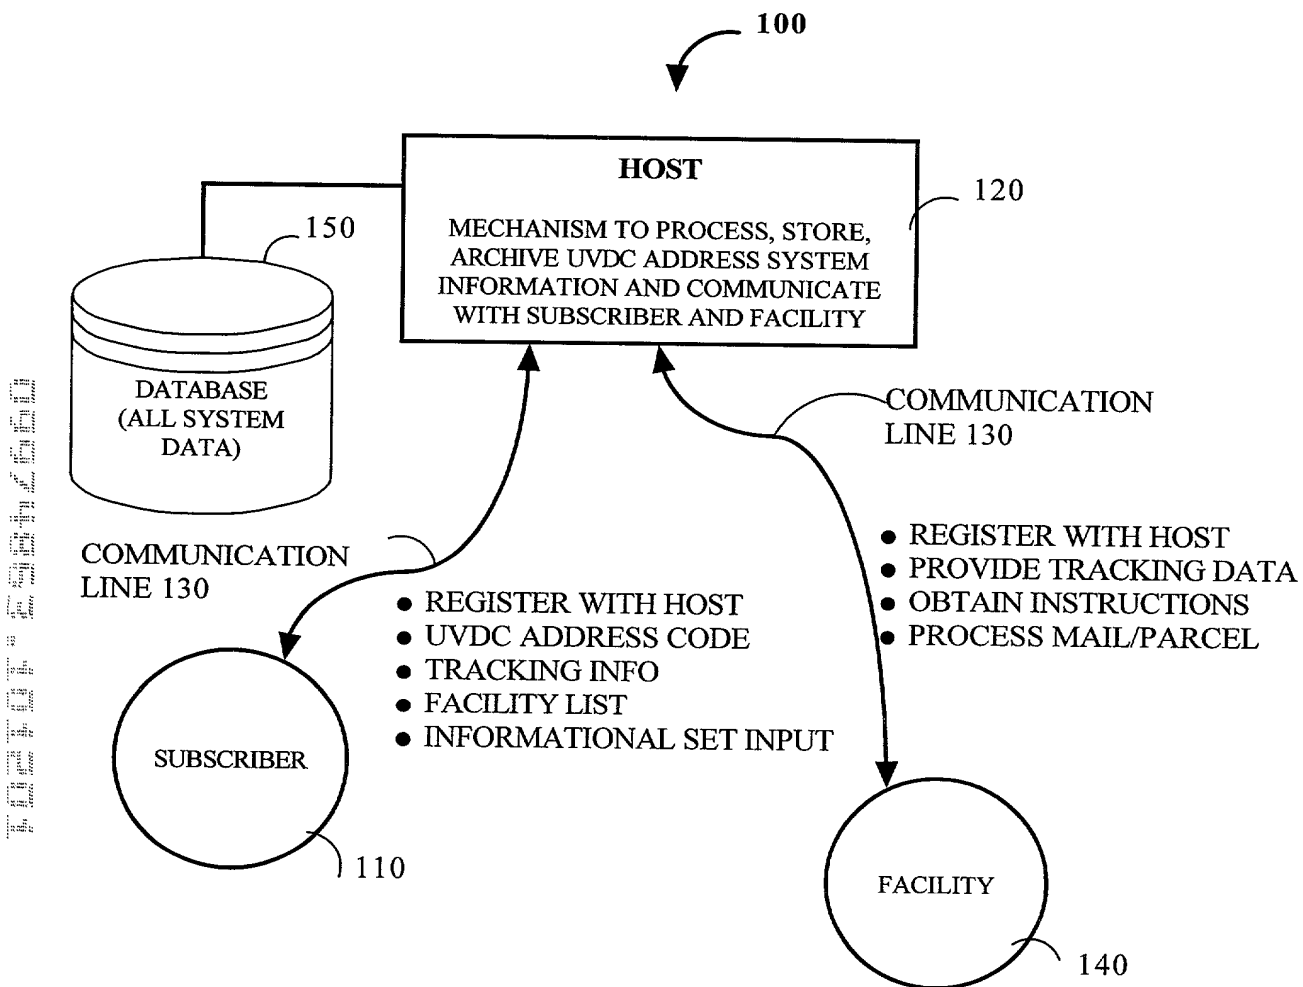 100
HOST
120
MECHANISM TO PROCESS, STORE,
ARCHIVE UVDC ADDRESS SYSTEM
INFORMATION AND COMMUNICATE
WITH SUBSCRIBER AND FACILITY
150
DATABASE
(ALL SYSTEM
DATA)
COMMUNICATION
LINE 130
COMMUNICATION
LINE 130
● REGISTER WITH HOST
● PROVIDE TRACKING DATA
● OBTAIN INSTRUCTIONS
● PROCESS MAIL/PARCEL
● REGISTER WITH HOST
● UVDC ADDRESS CODE
● TRACKING INFO
● FACILITY LIST
● INFORMATIONAL SET INPUT
SUBSCRIBER
110
FACILITY
140